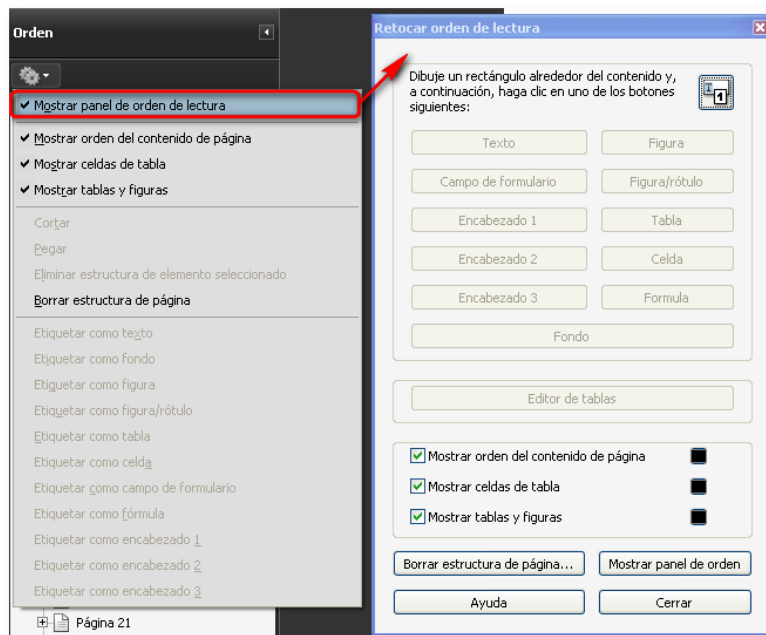 Orden
Mostrar panel de orden de lectura
Mostrar orden del contenido de página
Mostrar celdas de tabla
Mostrar tablas y figuras
Cortar
Pegar
Eliminar estructura de elemento seleccionado
Borrar estructura de página
Etiquetar como texto
Etiquetar como fondo
Etiquetar como figura
Etiquetar como figura/rótulo
Etiquetar como tabla
Etiquetar como celda
Etiquetar como campo de formulario
Etiquetar como fórmula
Etiquetar como encabezado 1
Etiquetar como encabezado 2
Etiquetar como encabezado 3
Página 21
Retocar orden de lectura
Dibuje un rectángulo alrededor del contenido y,
a continuación, haga clic en uno de los botones
siguientes:
Texto
Figura
Campo de formulario
Figura/rótulo
Encabezado 1
Tabla
Encabezado 2
Celda
Encabezado 3
Formula
Fondo
Editor de tablas
Mostrar orden del contenido de página
Mostrar celdas de tabla
Mostrar tablas y figuras
Borrar estructura de página...
Mostrar panel de orden
Ayuda
Cerrar